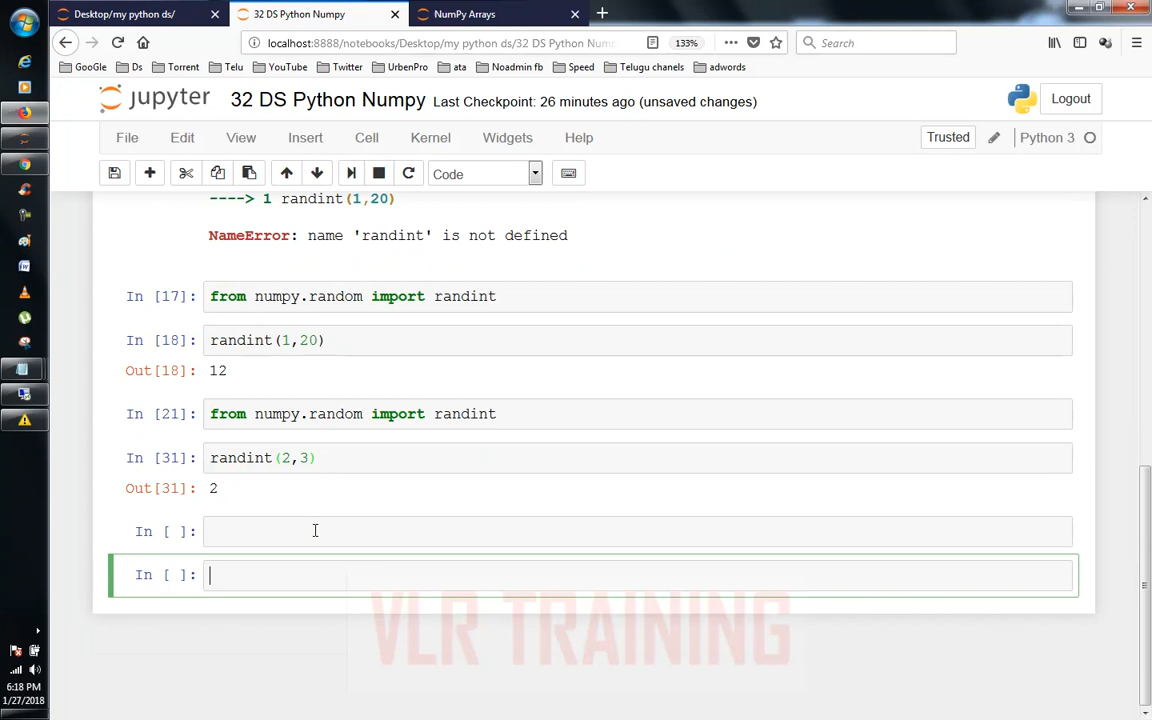 Desktop/my python ds/
32 DS Python Numpy
NumPy Arrays
localhost:8888/notebooks/Desktop/my python ds/32 DS Python Num
133%
Search
GooGle
Ds
Torrent
Telu
YouTube
Twitter
UrbenPro
ata
Noadmin fb
Speed
Telugu chanels
adwords
jupyter
32 DS Python Numpy
Last Checkpoint: 26 minutes ago (unsaved changes)
Logout
File
Edit
View
Insert
Cell
Kernel
Widgets
Help
Trusted
Python 3
Code
----> 1 randint(1,20)
NameError: name 'randint' is not defined
In [17]: from numpy.random import randint
In [18]: randint(1,20)
Out[18]: 12
In [21]: from numpy.random import randint
In [31]: randint(2,3)
Out[31]: 2
In [ ]:
In [ ]:
VLR TRAINING
6:18 PM
1/27/2018